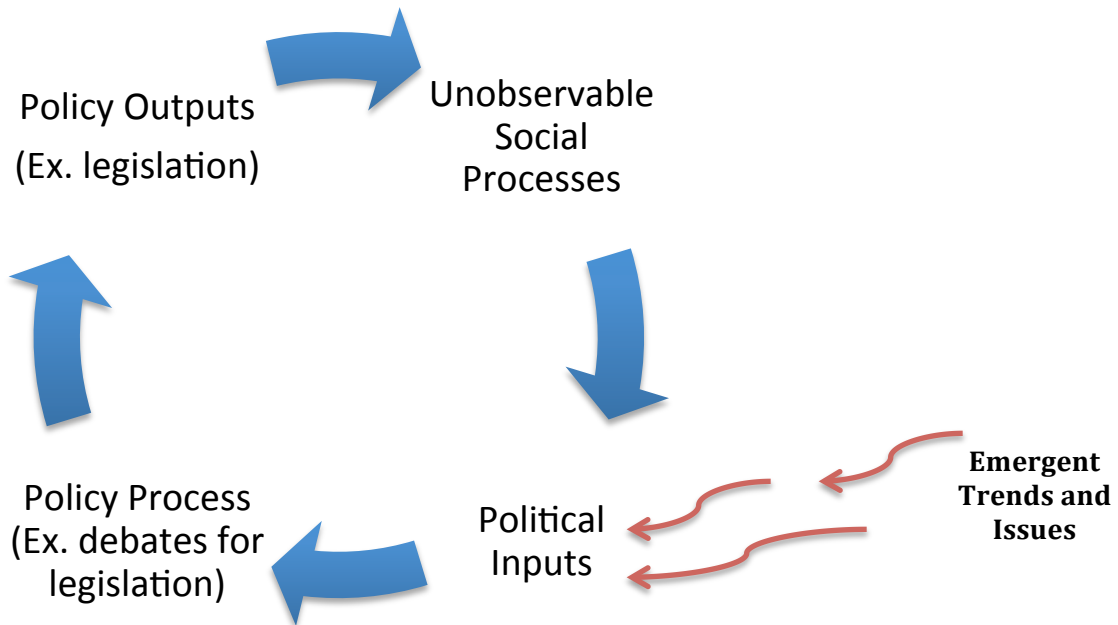 Policy Outputs
(Ex. legislation)
Unobservable
Social
Processes
Policy Process
(Ex. debates for
legislation)
Political
Inputs
Emergent
Trends and
Issues